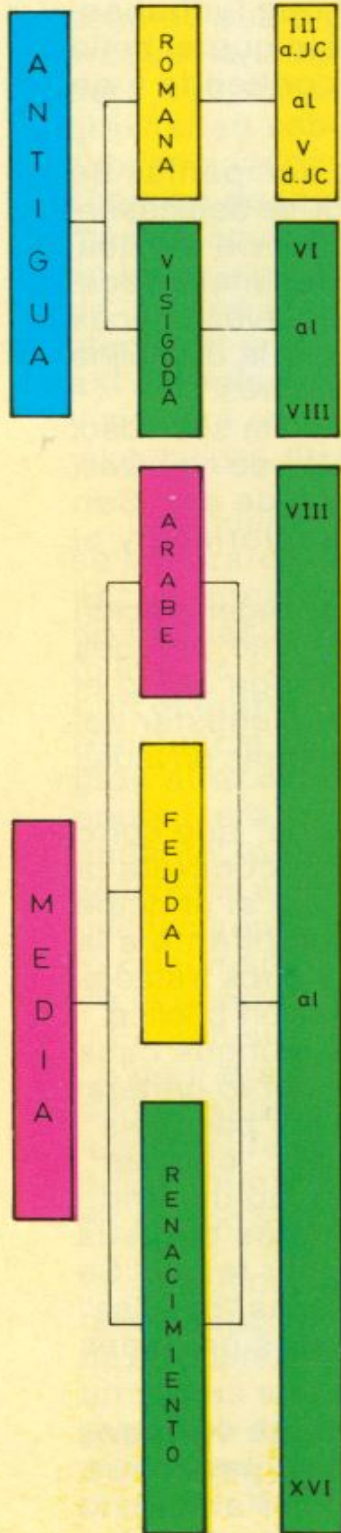 ANTIGUA
ROMANA
III
a.JC
al
V
d.JC
VISIGODA
VI
al
VIII
MEDIA
ARABE
FEUDAL
RENACIMIENTO
VIII
al
XVI